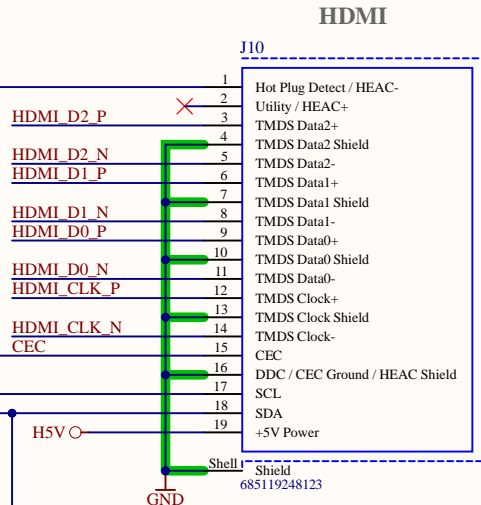 HDMI
J10
1 Hot Plug Detect / HEAC-
2 Utility / HEAC+
HDMI_D2_P 3 TMDS Data2+
4 TMDS Data2 Shield
HDMI_D2_N 5 TMDS Data2-
HDMI_D1_P 6 TMDS Data1+
7 TMDS Data1 Shield
HDMI_D1_N 8 TMDS Data1-
HDMI_D0_P 9 TMDS Data0+
10 TMDS Data0 Shield
HDMI_D0_N 11 TMDS Data0-
HDMI_CLK_P 12 TMDS Clock+
13 TMDS Clock Shield
HDMI_CLK_N 14 TMDS Clock-
CEC 15 CEC
16 DDC / CEC Ground / HEAC Shield
17 SCL
18 SDA
H5V 19 +5V Power
Shell Shield
685119248123
GND